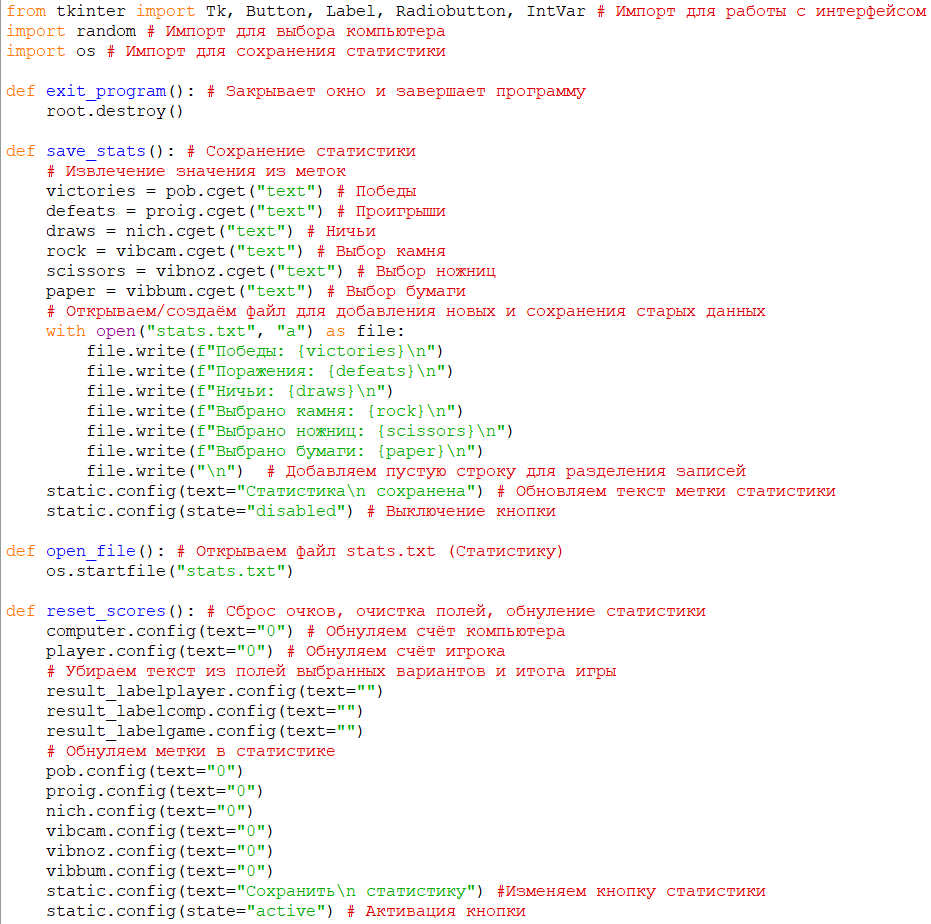 from tkinter import Tk, Button, Label, Radiobutton, IntVar # Импорт для работы с интерфейсом
import random # Импорт для выбора компьютера
import os # Импорт для сохранения статистики

def exit_program(): # Закрывает окно и завершает программу
    root.destroy()

def save_stats(): # Сохранение статистики
    # Извлечение значения из меток
    victories = pob.cget("text") # Победы
    defeats = proig.cget("text") # Проигрыши
    draws = nich.cget("text") # Ничьи
    rock = vibcam.cget("text") # Выбор камня
    scissors = vibnoz.cget("text") # Выбор ножниц
    paper = vibbum.cget("text") # Выбор бумаги
    # Открываем/создаём файл для добавления новых и сохранения старых данных
    with open("stats.txt", "a") as file:
        file.write(f"Победы: {victories}\n")
        file.write(f"Поражения: {defeats}\n")
        file.write(f"Ничьи: {draws}\n")
        file.write(f"Выбрано камня: {rock}\n")
        file.write(f"Выбрано ножниц: {scissors}\n")
        file.write(f"Выбрано бумаги: {paper}\n")
        file.write("\n")  # Добавляем пустую строку для разделения записей
    static.config(text="Статистика\n сохранена") # Обновляем текст метки статистики
    static.config(state="disabled") # Выключение кнопки

def open_file(): # Открываем файл stats.txt (Статистику)
    os.startfile("stats.txt")

def reset_scores(): # Сброс очков, очистка полей, обнуление статистики
    computer.config(text="0") # Обнуляем счёт компьютера
    player.config(text="0") # Обнуляем счёт игрока
    # Убираем текст из полей выбранных вариантов и итога игры
    result_labelplayer.config(text="")
    result_labelcomp.config(text="")
    result_labelgame.config(text="")
    # Обнуляем метки в статистике
    pob.config(text="0")
    proig.config(text="0")
    nich.config(text="0")
    vibcam.config(text="0")
    vibnoz.config(text="0")
    vibbum.config(text="0")
    static.config(text="Сохранить\n статистику") #Изменяем кнопку статистики
    static.config(state="active") # Активация кнопки